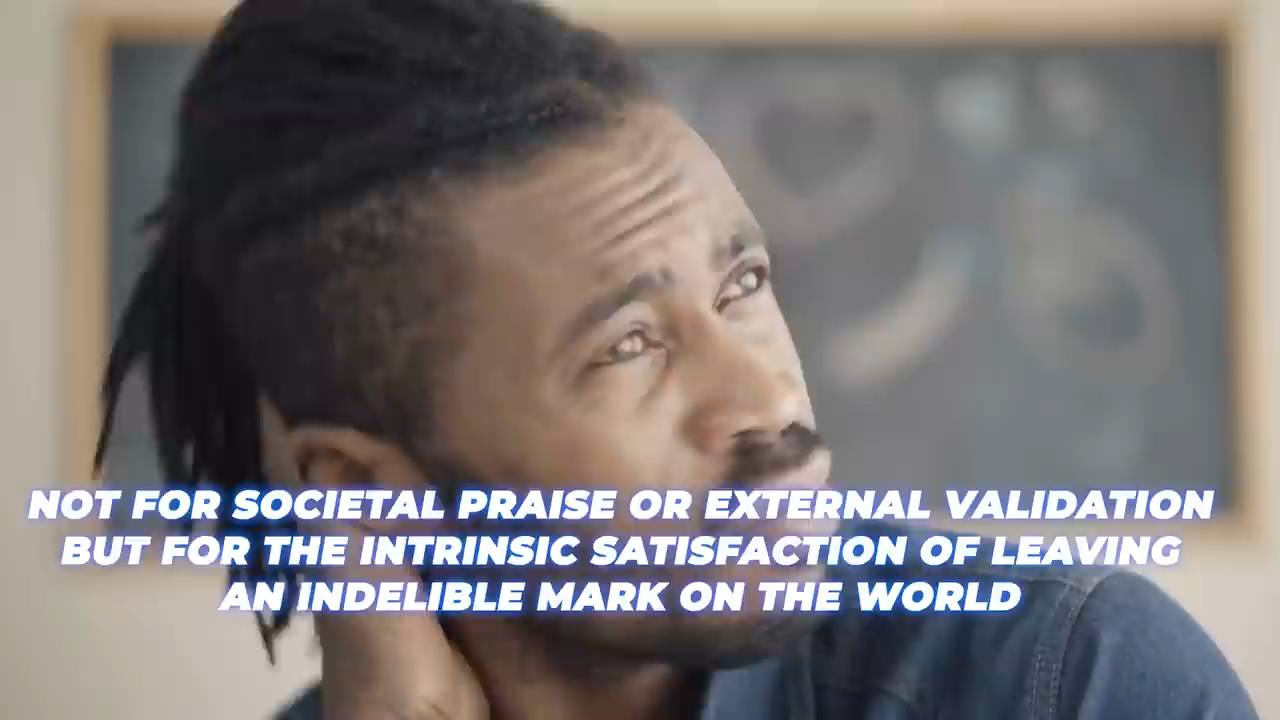 NOT FOR SOCIETAL PRAISE OR EXTERNAL VALIDATION
BUT FOR THE INTRINSIC SATISFACTION OF LEAVING
AN INDELIBLE MARK ON THE WORLD